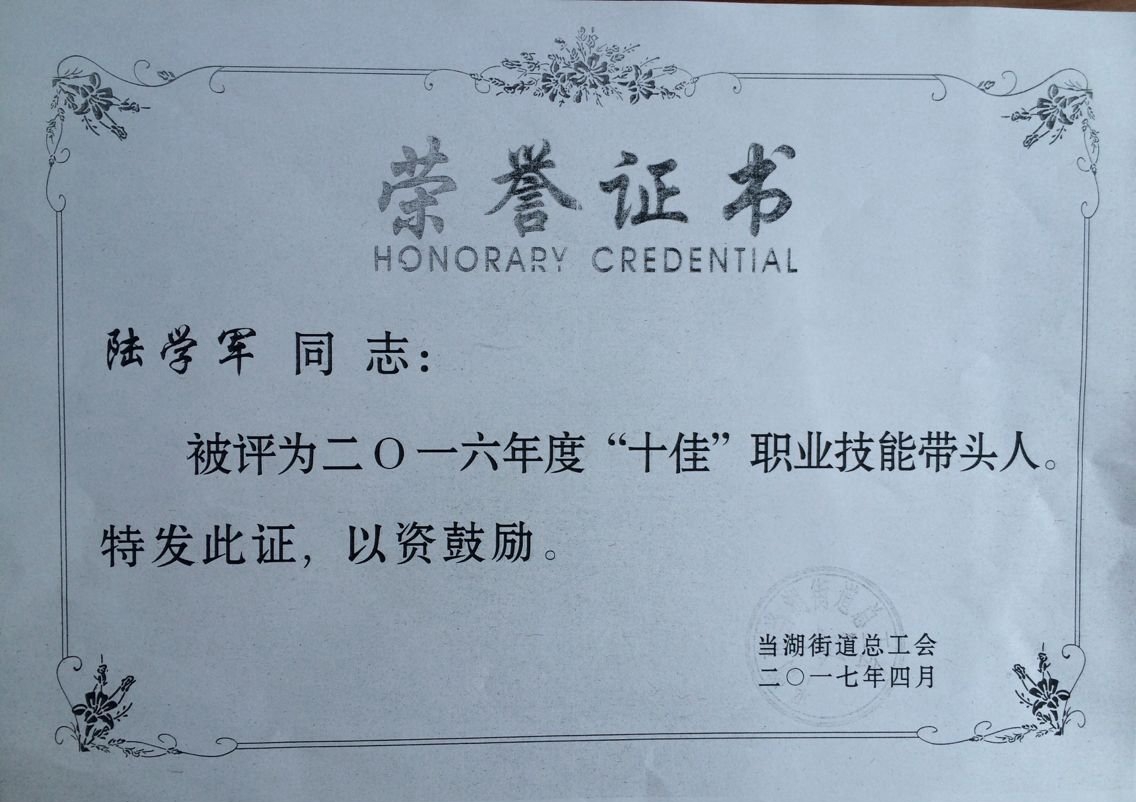 荣誉证书
HONORARY CREDENTIAL
陆学军 同志：
被评为二〇一六年度“十佳”职业技能带头人。
特发此证，以资鼓励。
当湖街道总工会
二〇一七年四月